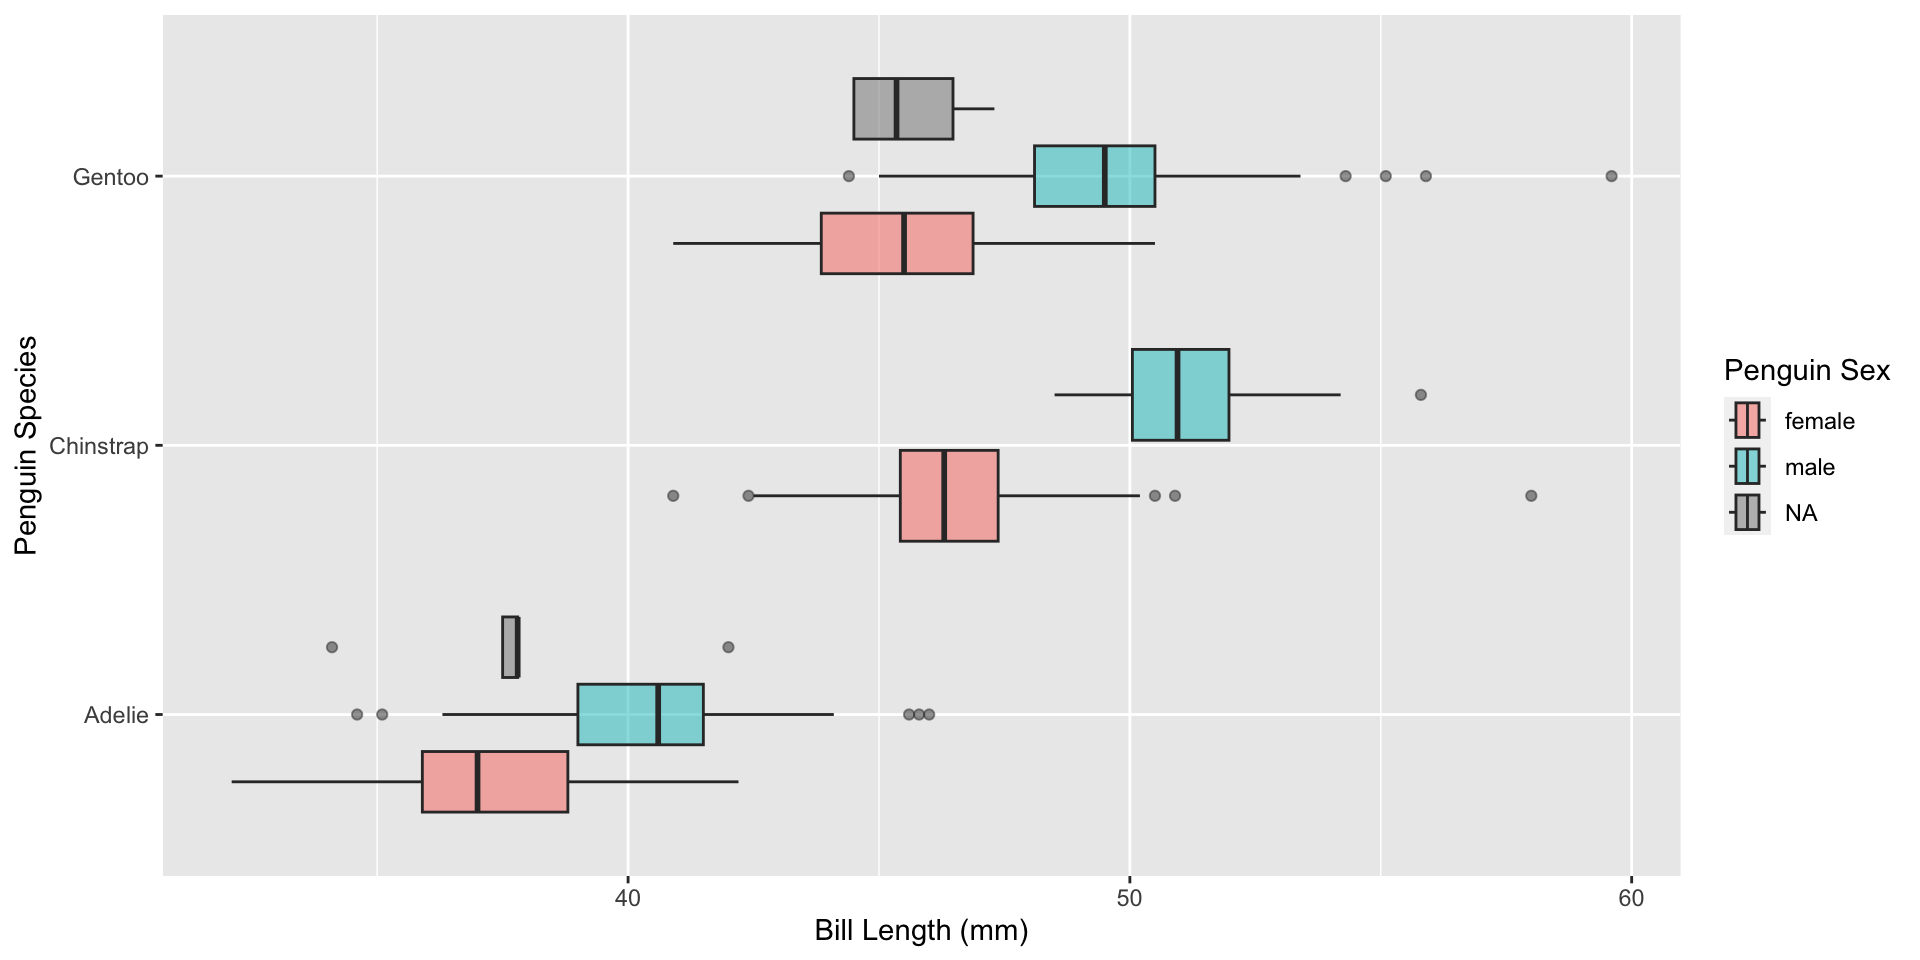 Penguin Species
Gentoo
Chinstrap
Adelie
40
50
60
Bill Length (mm)
Penguin Sex
female
male
NA